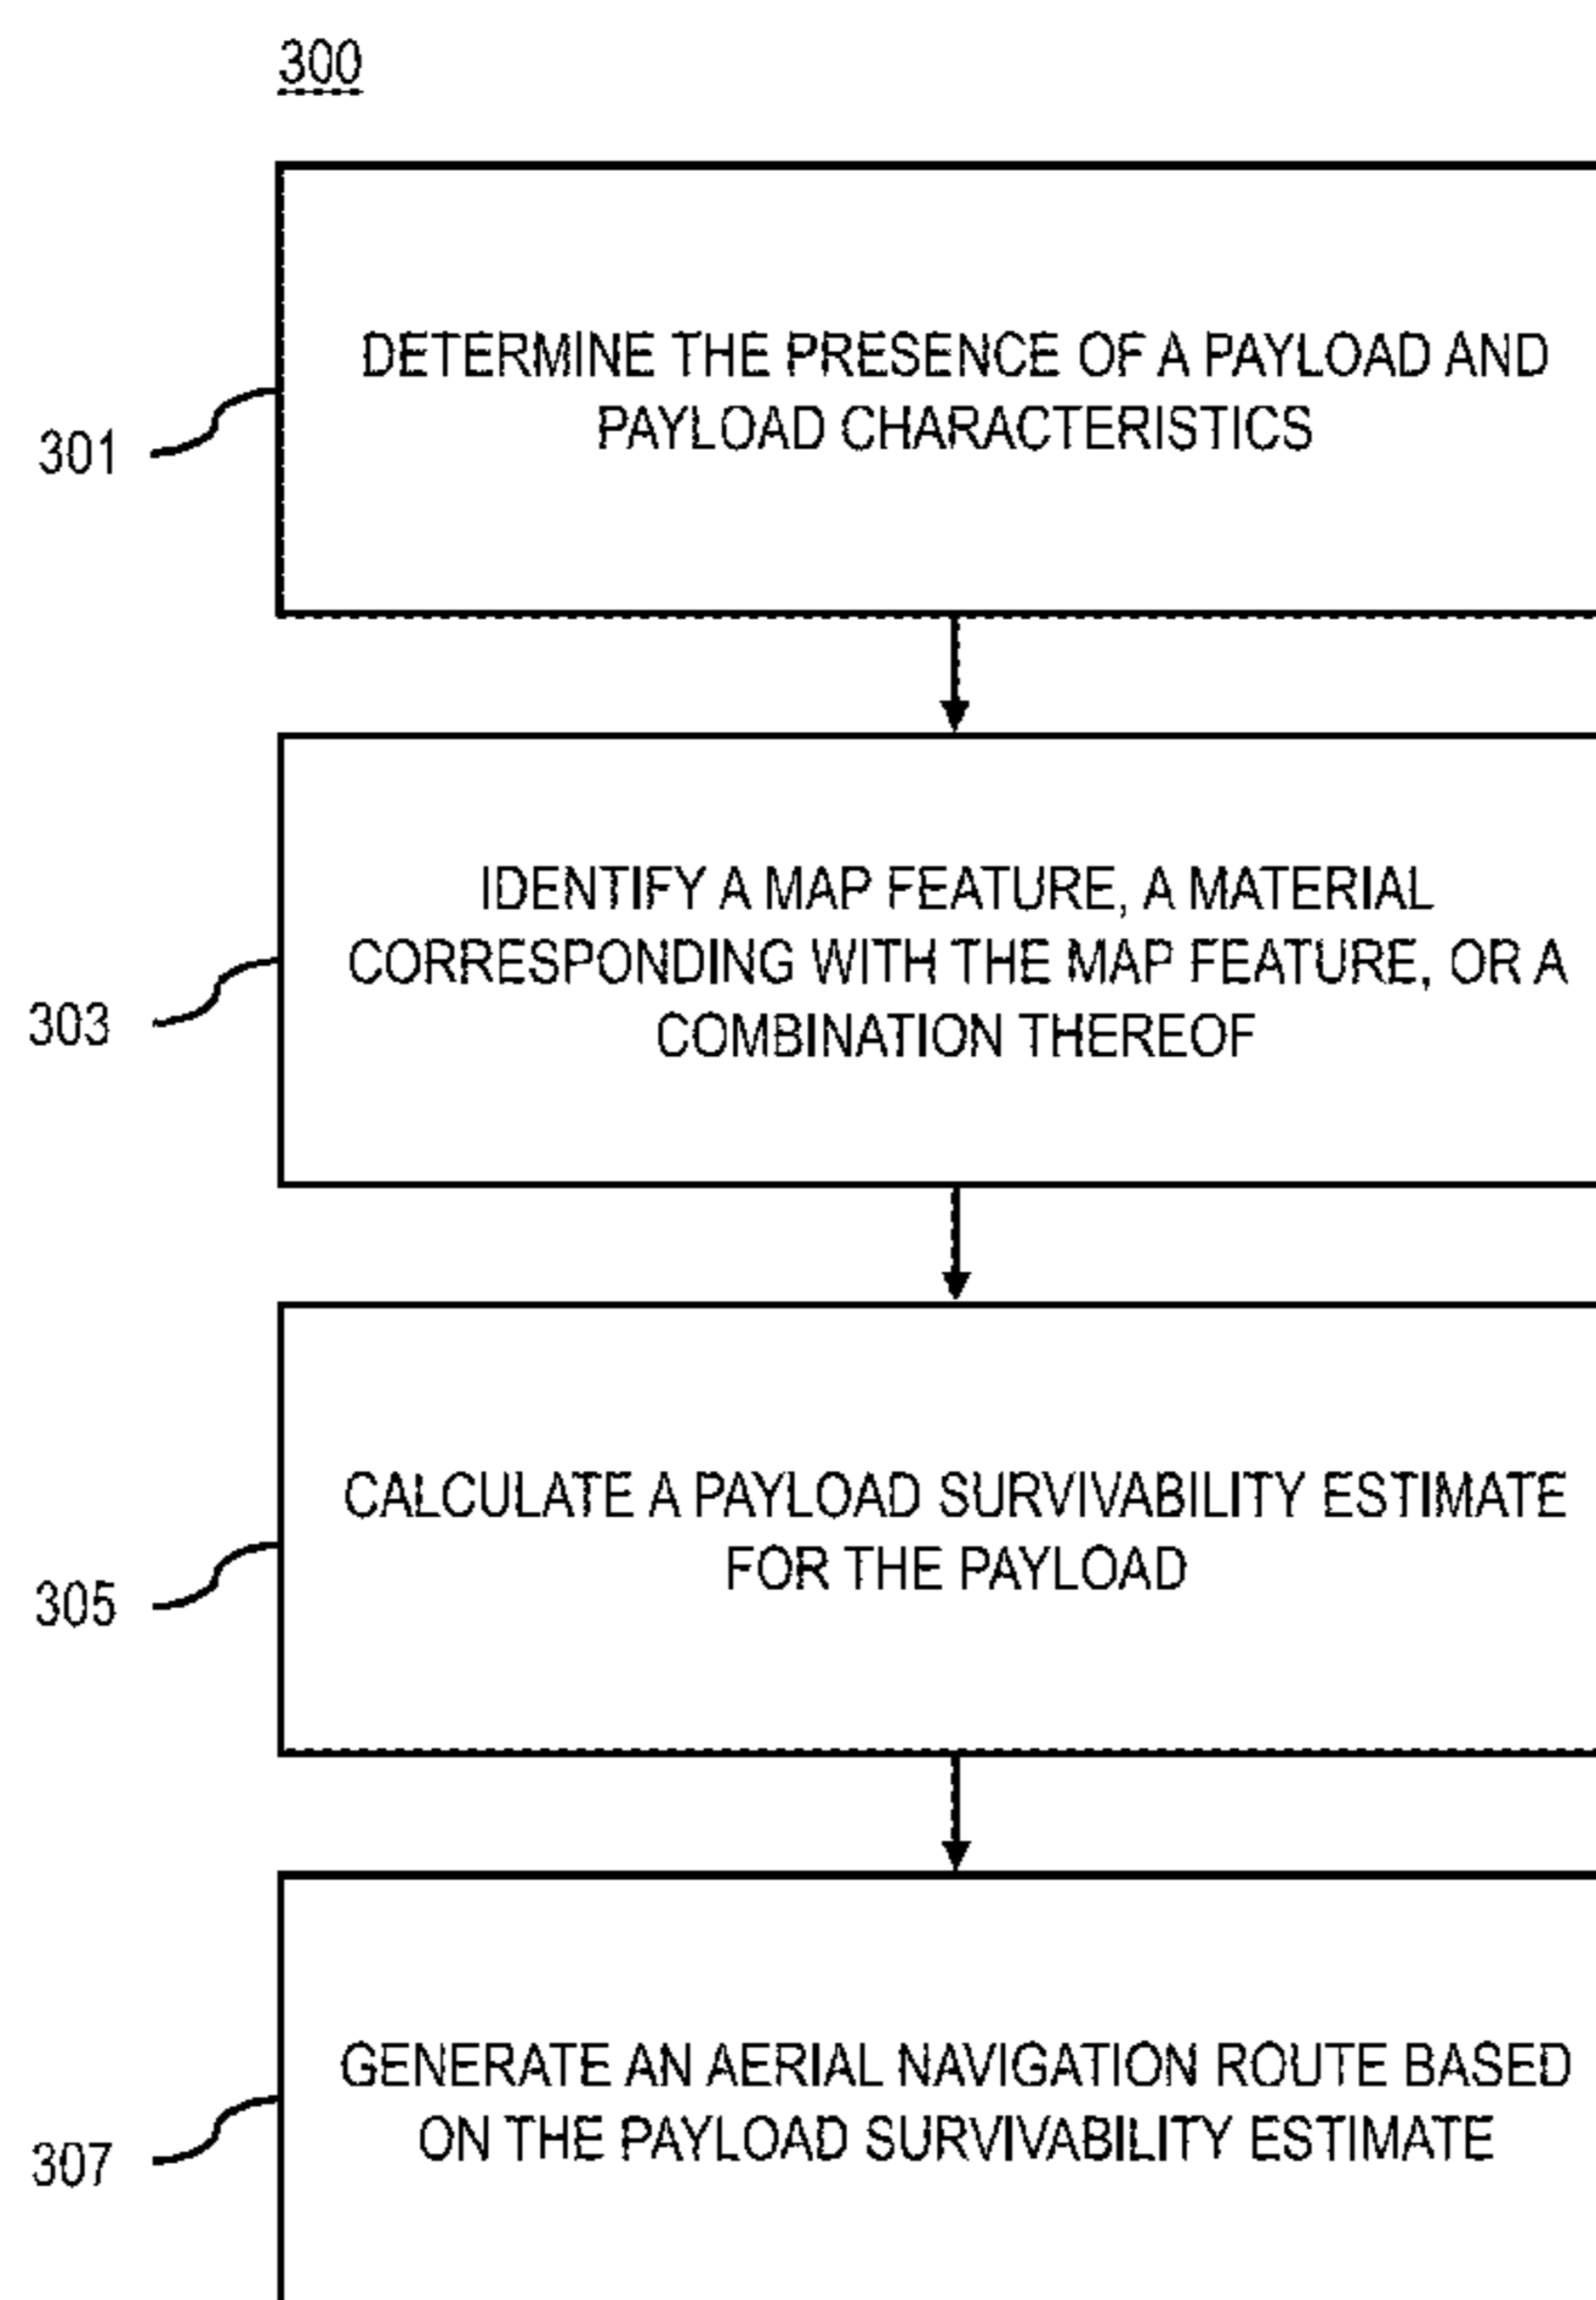 300
DETERMINE THE PRESENCE OF A PAYLOAD AND
PAYLOAD CHARACTERISTICS
301
IDENTIFY A MAP FEATURE, A MATERIAL
CORRESPONDING WITH THE MAP FEATURE, OR A
COMBINATION THEREOF
303
CALCULATE A PAYLOAD SURVIVABILITY ESTIMATE
FOR THE PAYLOAD
305
GENERATE AN AERIAL NAVIGATION ROUTE BASED
ON THE PAYLOAD SURVIVABILITY ESTIMATE
307